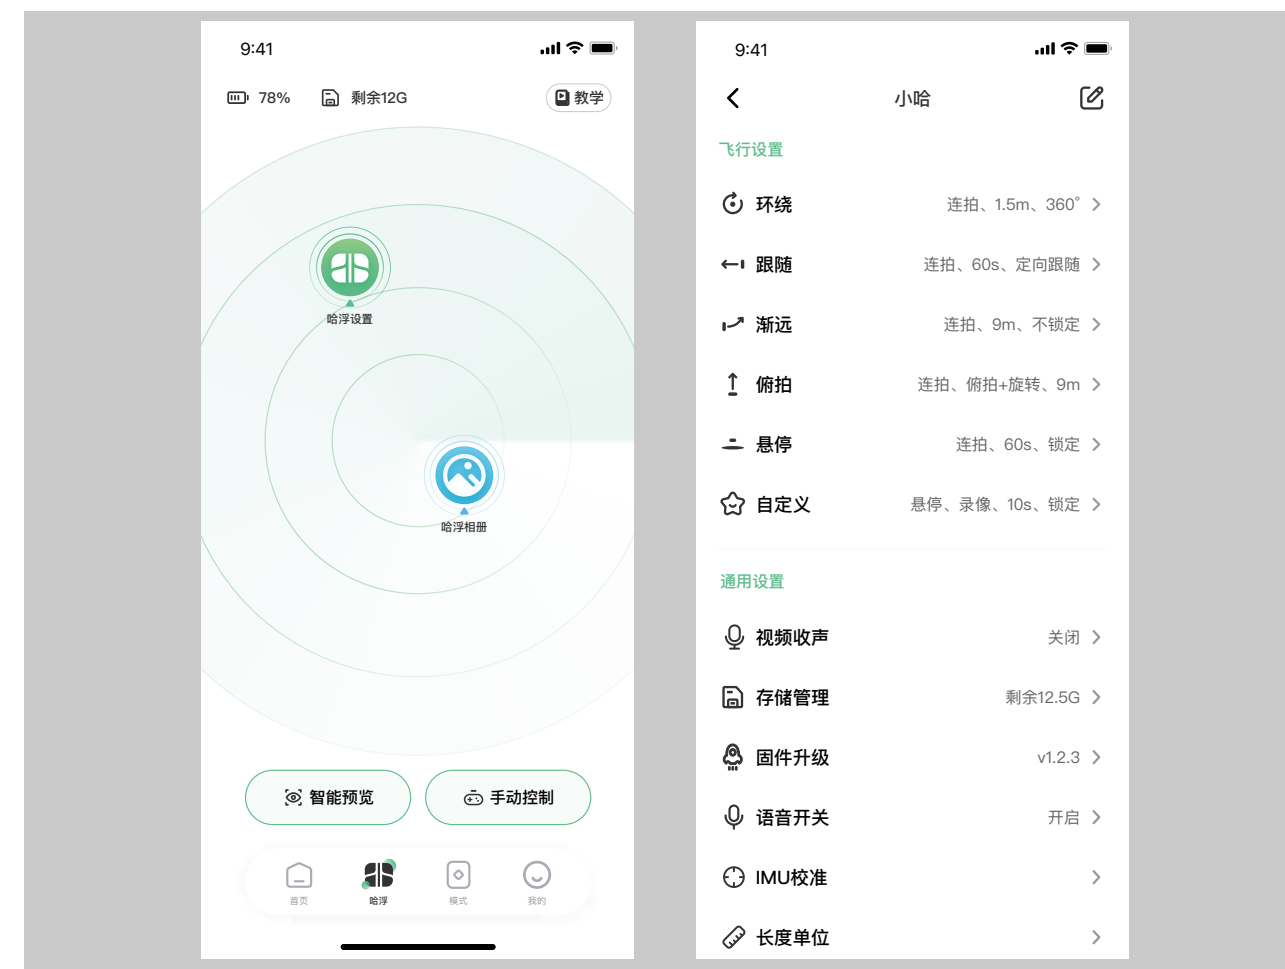 9:41
78% 剩余12G 教学
哈浮设置
哈浮相册
智能预览 手动控制
首页 哈浮 模式 我的
9:41
小哈
飞行设置
环绕 连拍、1.5m、360°
跟随 连拍、60s、定向跟随
渐远 连拍、9m、不锁定
俯拍 连拍、俯拍+旋转、9m
悬停 连拍、60s、锁定
自定义 悬停、录像、10s、锁定
通用设置
视频收声 关闭
存储管理 剩余12.5G
固件升级 v1.2.3
语音开关 开启
IMU校准
长度单位